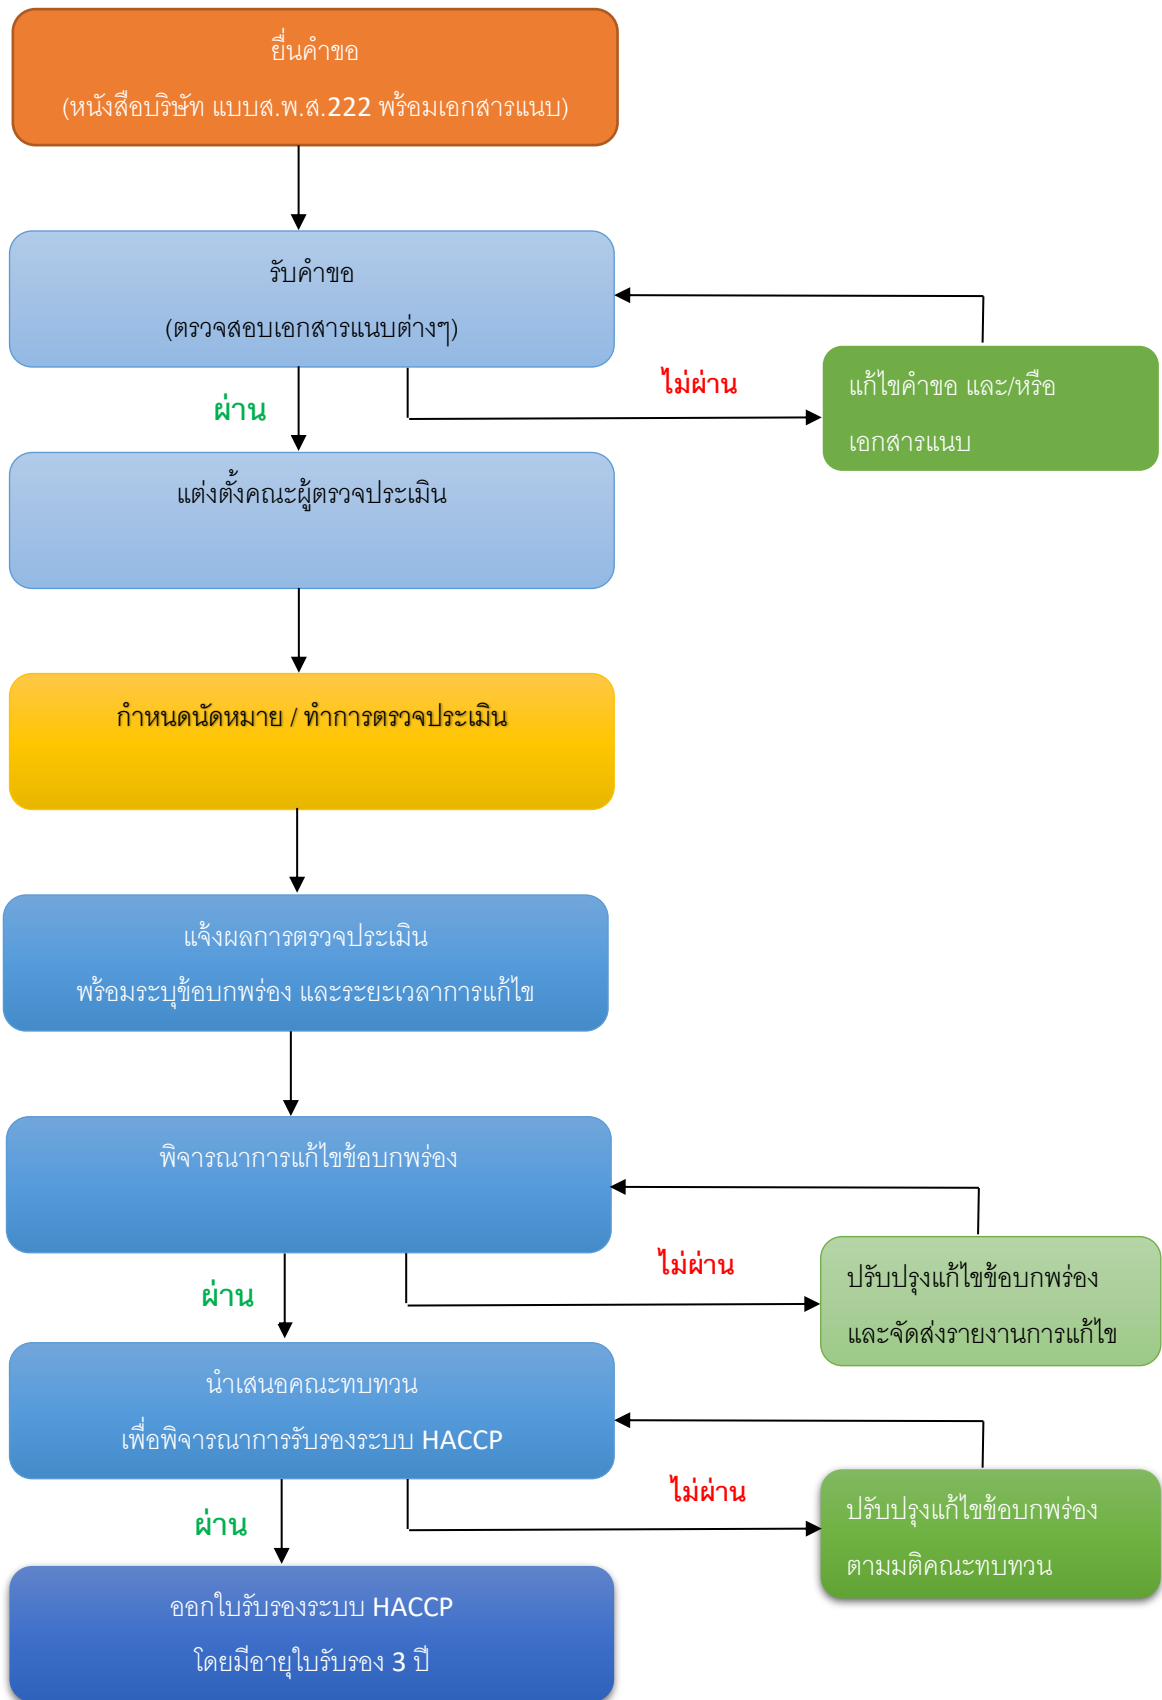 ยื่นคำขอ
(หนังสือบริษัท แบบส.พ.ส.222 พร้อมเอกสารแนบ)
รับคำขอ
(ตรวจสอบเอกสารแนบต่างๆ)
ไม่ผ่าน
แก้ไขคำขอ และ/หรือ
เอกสารแนบ
ผ่าน
แต่งตั้งคณะผู้ตรวจประเมิน
กำหนดนัดหมาย / ทำการตรวจประเมิน
แจ้งผลการตรวจประเมิน
พร้อมระบุข้อบกพร่อง และระยะเวลาการแก้ไข
พิจารณาการแก้ไขข้อบกพร่อง
ไม่ผ่าน
ปรับปรุงแก้ไขข้อบกพร่อง
และจัดส่งรายงานการแก้ไข
ผ่าน
นำเสนอคณะทบทวน
เพื่อพิจารณาการรับรองระบบ HACCP
ไม่ผ่าน
ปรับปรุงแก้ไขข้อบกพร่อง
ตามมติคณะทบทวน
ผ่าน
ออกใบรับรองระบบ HACCP
โดยมีอายุใบรับรอง 3 ปี